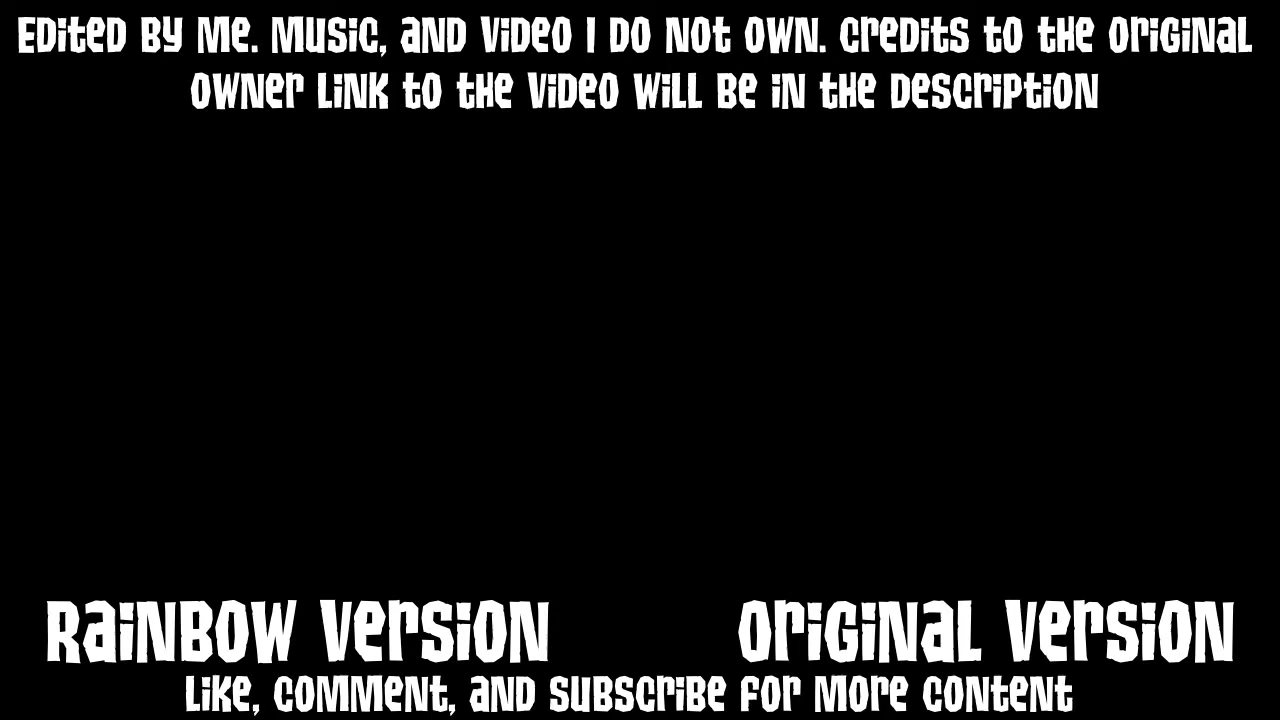 Edited by me. Music, and video I do not own. Credits to the original
owner link to the video will be in the description
Rainbow Version Original Version
Like, comment, and subscribe for more content